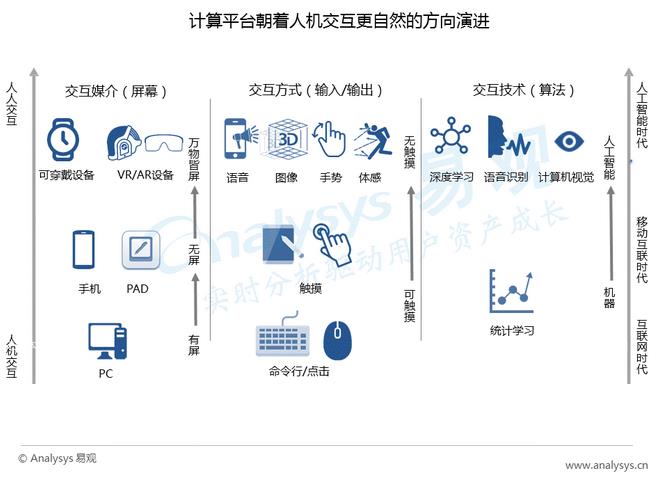 计算平台朝着人机交互更自然的方向演进
人人交互
人机交互
交互媒介（屏幕）
可穿戴设备
VR/AR设备
手机
PAD
PC
万物皆屏
无屏
有屏
交互方式（输入/输出）
3D
语音
图像
手势
体感
触摸
命令行/点击
无触摸
可触摸
交互技术（算法）
深度学习
语音识别
计算机视觉
统计学习
人工智能
机器
人工智能时代
移动互联时代
互联网时代
Analysys 易观
实时分析驱动用户资产成长
© Analysys 易观
www.analysys.cn